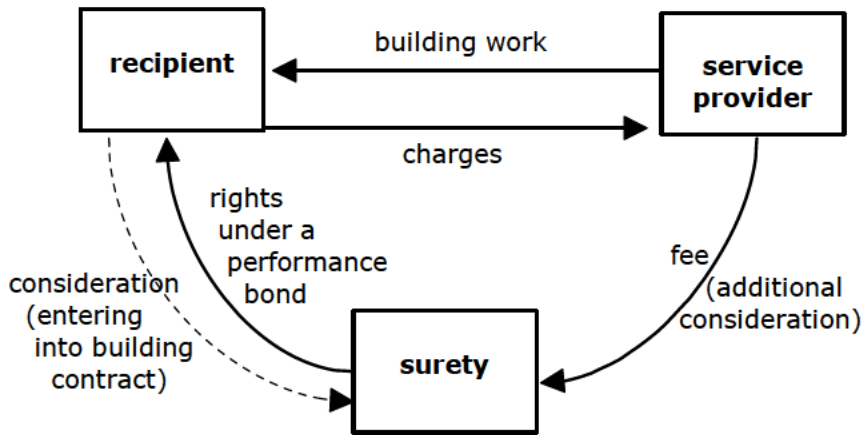 recipient
building work
service
provider
charges
rights
under a
performance
bond
consideration
(entering
into building
contract)
fee
(additional
consideration)
surety